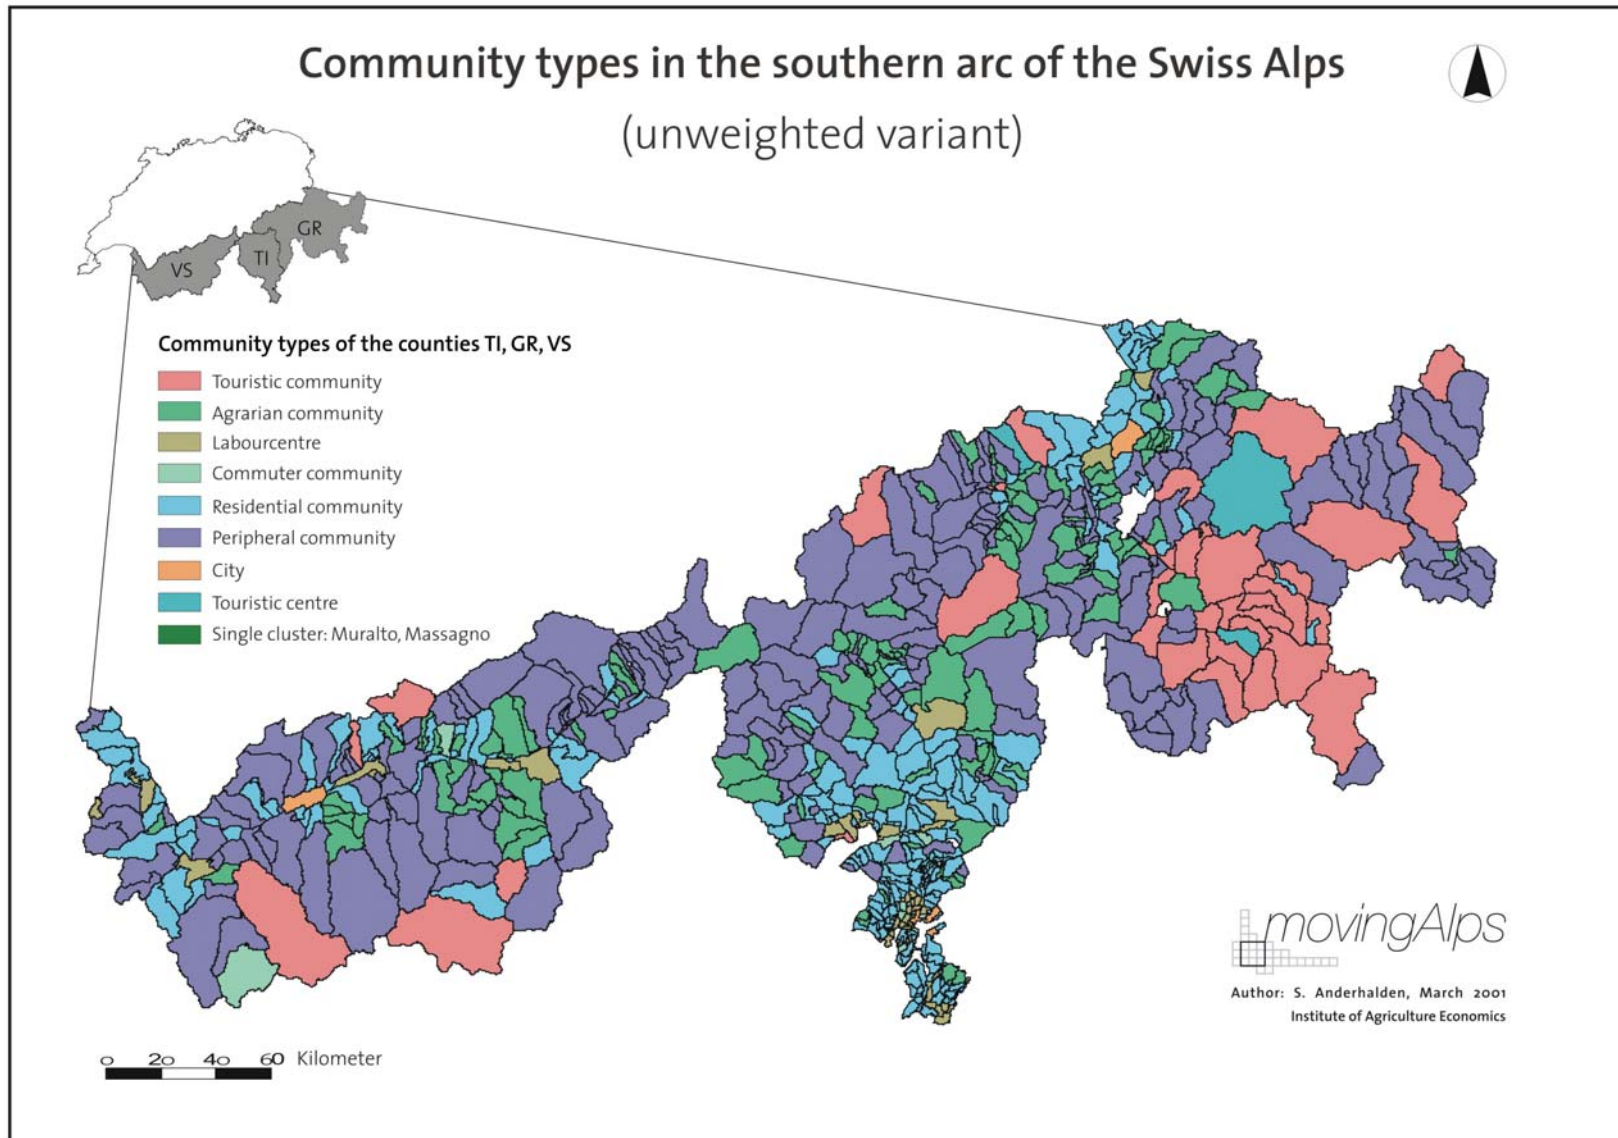 Community types in the southern arc of the Swiss Alps
(unweighted variant)
GR
TI
VS
Community types of the counties TI, GR, VS
Touristic community
Agrarian community
Labourcentre
Commuter community
Residential community
Peripheral community
City
Touristic centre
Single cluster: Muralto, Massagno
movingAlps
Author: S. Anderhalden, March 2001
Institute of Agriculture Economics
0 20 40 60 Kilometer